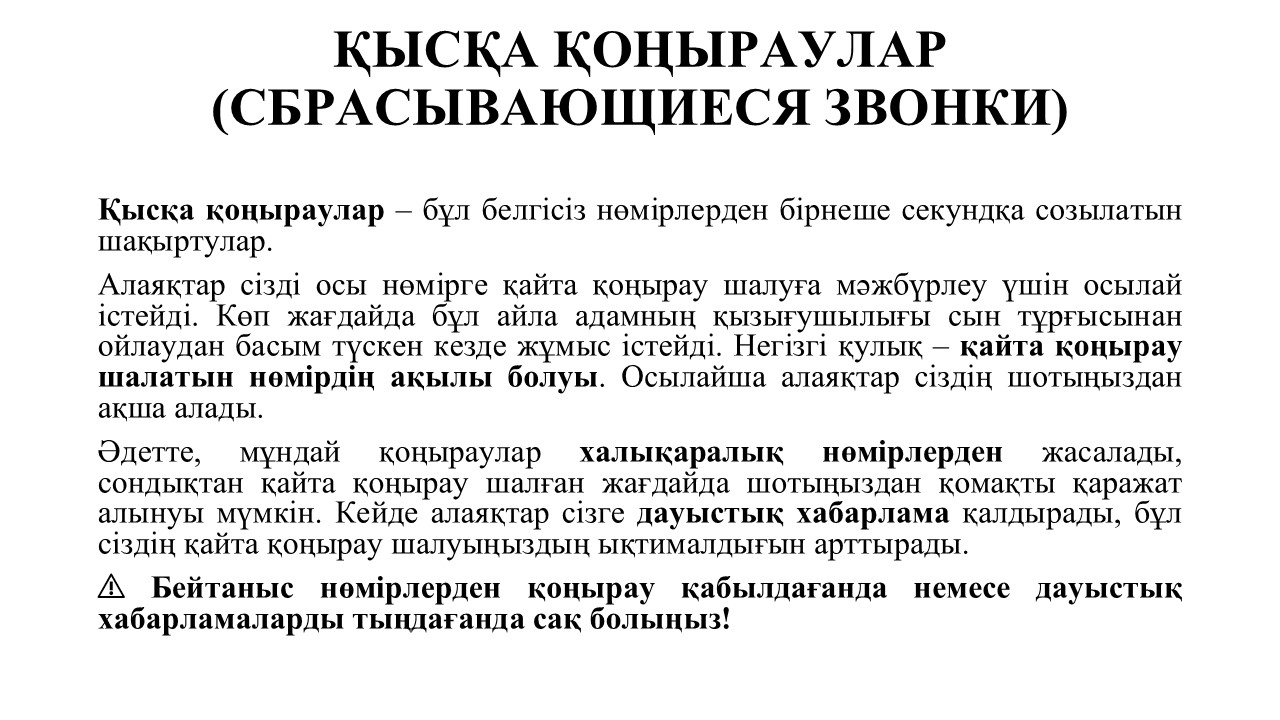 ҚЫСҚА ҚОҢЫРАУЛАР
(СБРАСЫВАЮЩИЕСЯ ЗВОНКИ)
Қысқа қоңыраулар – бұл белгісіз нөмірлерден бірнеше секундқа созылатын
шақыртулар.
Алаяқтар сізді осы нөмірге қайта қоңырау шалуға мәжбүрлеу үшін осылай
істейді. Көп жағдайда бұл айла адамның қызығушылығы сын тұрғысынан
ойлаудан басым түскен кезде жұмыс істейді. Негізгі қулық – қайта қоңырау
шалатын нөмірдің ақылы болуы. Осылайша алаяқтар сіздің шотыңыздан
ақша алады.
Әдетте, мұндай қоңыраулар халықаралық нөмірлерден жасалады,
сондықтан қайта қоңырау шалған жағдайда шотыңыздан қомақты қаражат
алынуы мүмкін. Кейде алаяқтар сізге дауыстық хабарлама қалдырады, бұл
сіздің қайта қоңырау шалуыңыздың ықтималдығын арттырады.
⚠ Бейтаныс нөмірлерден қоңырау қабылдағанда немесе дауыстық
хабарламаларды тыңдағанда сақ болыңыз!